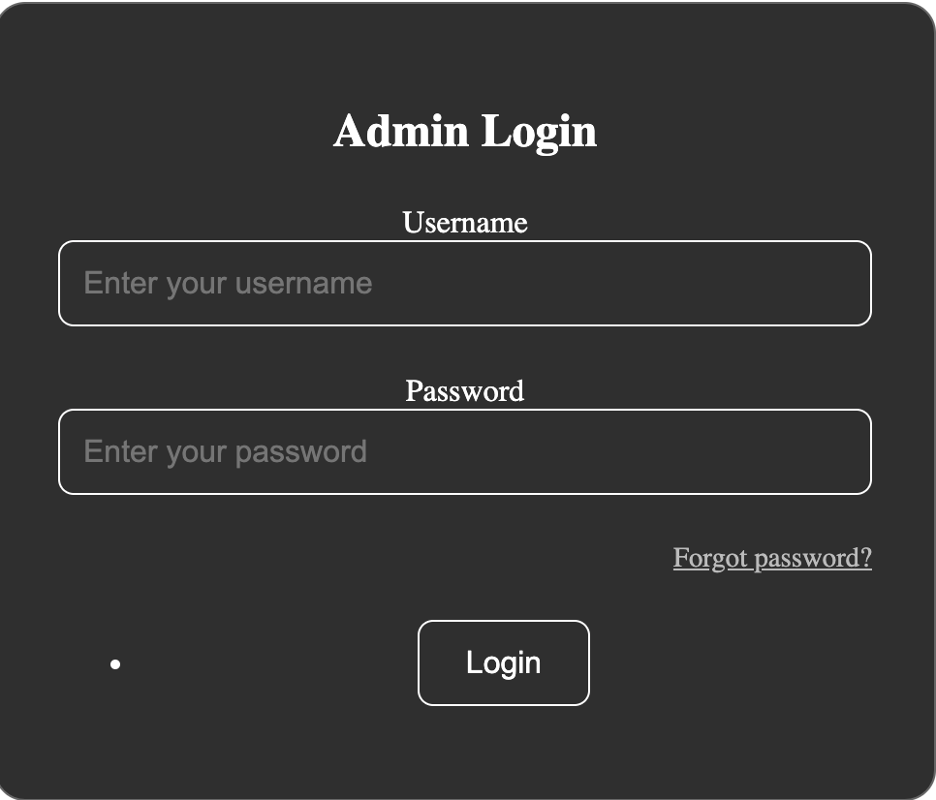 Admin Login
Username
Enter your username
Password
Enter your password
Forgot password?
Login